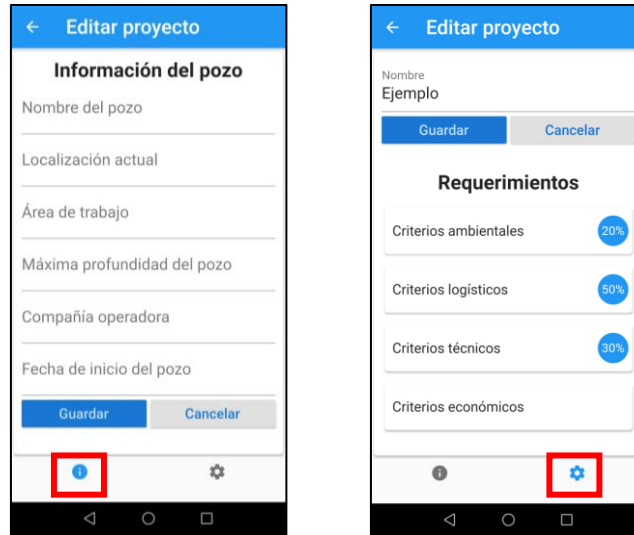 Editar proyecto
Información del pozo
Nombre del pozo
Localización actual
Área de trabajo
Máxima profundidad del pozo
Compañía operadora
Fecha de inicio del pozo
Guardar Cancelar
Editar proyecto
Nombre
Ejemplo
Guardar Cancelar
Requerimientos
Criterios ambientales 20%
Criterios logísticos 50%
Criterios técnicos 30%
Criterios económicos